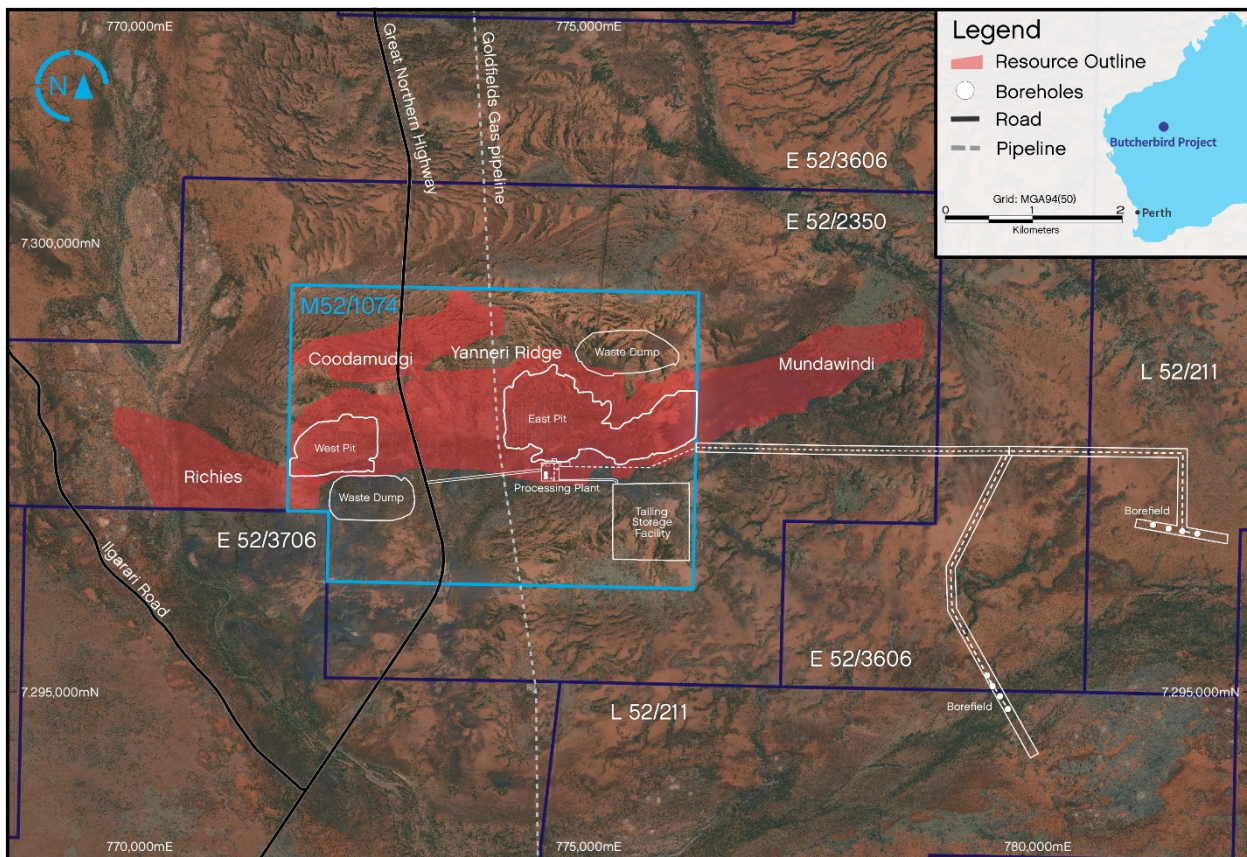 770,000mE
775,000mE
N
Great Northern Highway
Goldfields Gas pipeline
Legend
Resource Outline
Boreholes
Road
Pipeline
Grid: MGA94(50)
0 1 2
Kilometers
Butcherbird Project
Perth
E 52/3606
E 52/2350
7,300,000mN
M52/1074
Coodamudgi
Yanneri Ridge
Waste Dump
Mundawindi
L 52/211
East Pit
West Pit
Richies
Processing Plant
Waste Dump
Tailing
Storage
Facility
Borefield
E 52/3706
Ilgarari Road
E 52/3606
7,295,000mN
7,295,000mN
L 52/211
Borefield
770,000mE
775,000mE
780,000mE